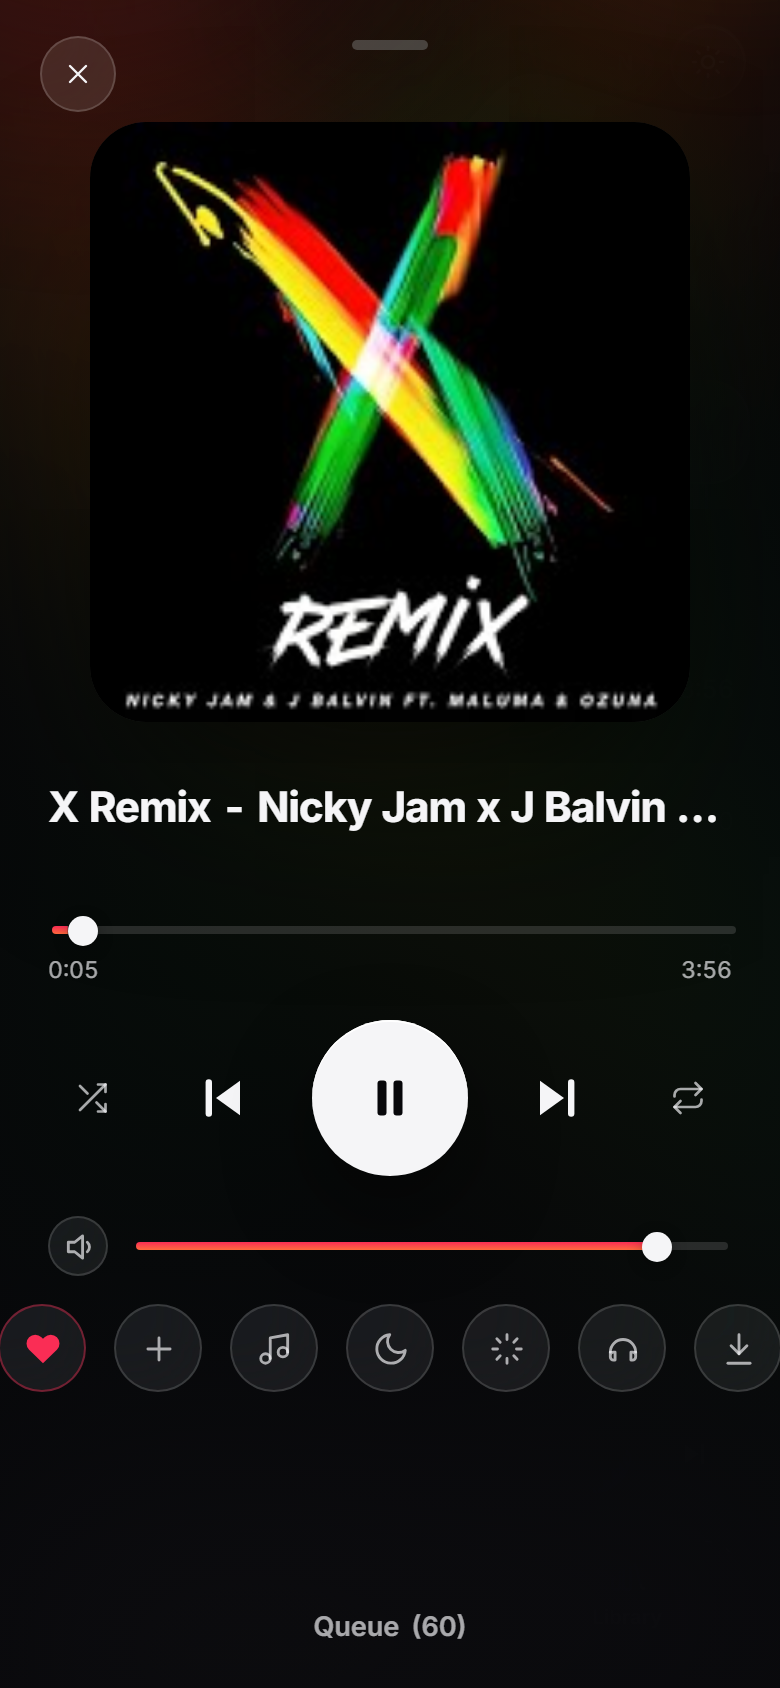 REMIX
NICKY JAM & J BALVIN FT. MALUMA & OZUNA
X Remix - Nicky Jam x J Balvin ...
0:05
3:56
Queue (60)